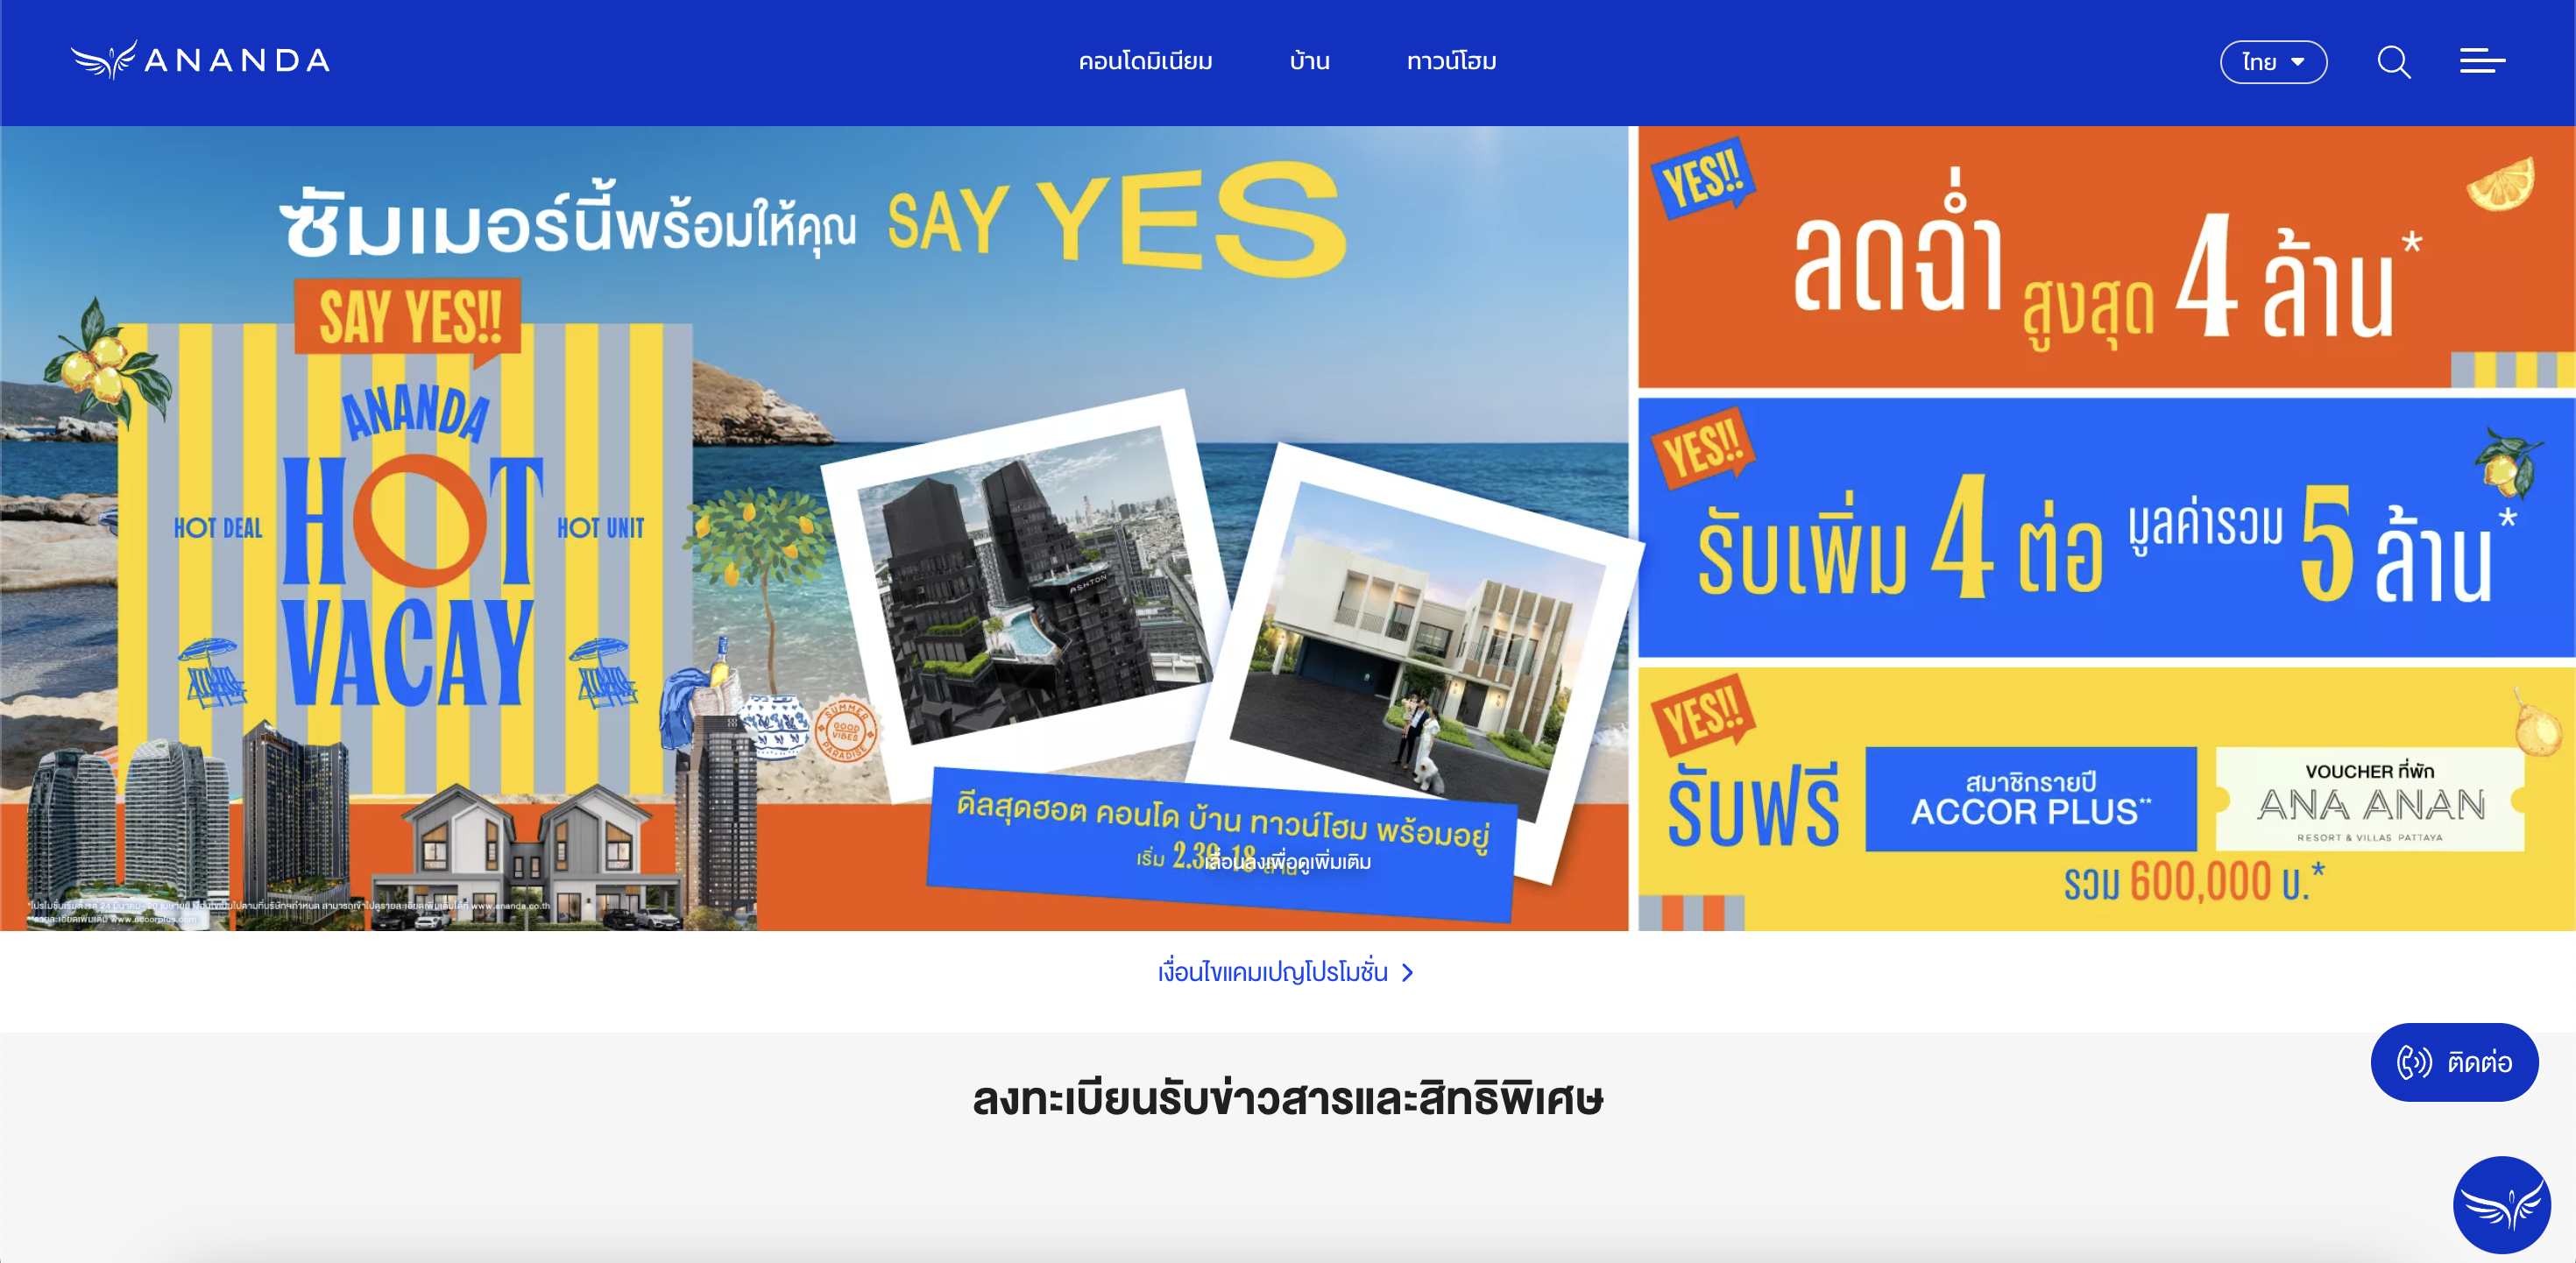 ANANDA
คอนโดมิเนียม
บ้าน
ทาวน์โฮม
ไทย
ซัมเมอร์นี้พร้อมให้คุณ SAY YES
SAY YES!!
ANANDA
HOT DEAL
HOT
HOT UNIT
VACAY
SUMMER
GOOD
VIBES
PARADISE
ASHTON
ดีลสุดฮอต คอนโด บ้าน ทาวน์โฮม พร้อมอยู่
เริ่ม
เลื่อนลงเพื่อดูเพิ่มเติม
www.ananda.co.th
www.accorplus.com
YES!!
ลดฉ่ำ สูงสุด 4 ล้าน*
YES!!
รับเพิ่ม 4 ต่อ มูลค่ารวม 5 ล้าน*
YES!!
รับฟรี
สมาชิกรายปี
ACCOR PLUS**
VOUCHER ที่พัก
ANA ANAN
RESORT & VILLAS PATTAYA
รวม 600,000 บ.*
เงื่อนไขแคมเปญโปรโมชั่น
ติดต่อ
ลงทะเบียนรับข่าวสารและสิทธิพิเศษ